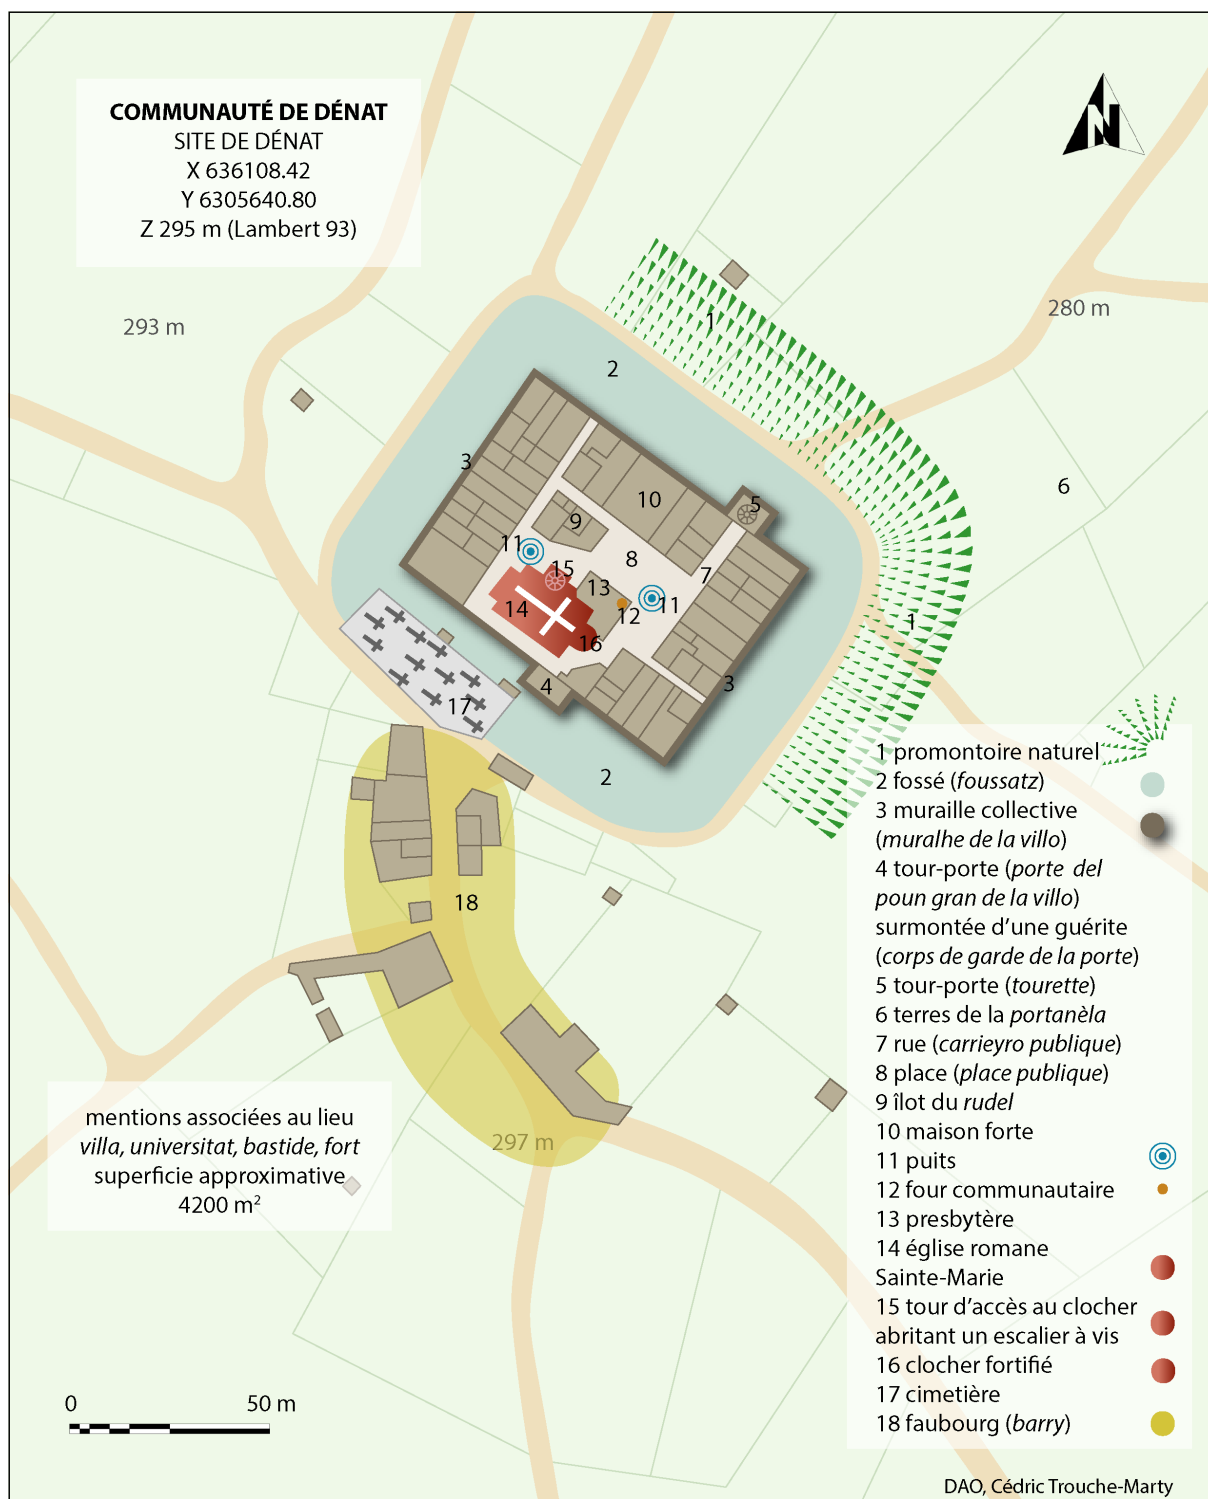 COMMUNAUTÉ DE DÉNAT
SITE DE DÉNAT
X 636108.42
Y 6305640.80
Z 295 m (Lambert 93)
N
293 m
280 m
1
2
3
6
10
5
9
11
8
15
7
13
14
12
11
1
16
4
3
17
2
18
297 m
1 promontoire naturel
2 fossé (foussatz)
3 muraille collective
(muralhe de la villo)
4 tour-porte (porte del
poun gran de la villo)
surmontée d'une guérite
(corps de garde de la porte)
5 tour-porte (tourette)
6 terres de la portanèla
7 rue (carrieyro publique)
8 place (place publique)
9 îlot du rudel
10 maison forte
11 puits
12 four communautaire
13 presbytère
14 église romane
Sainte-Marie
15 tour d'accès au clocher
abritant un escalier à vis
16 clocher fortifié
17 cimetière
18 faubourg (barry)
mentions associées au lieu
villa, universitat, bastide, fort
superficie approximative
4200 m²
0 50 m
DAO, Cédric Trouche-Marty